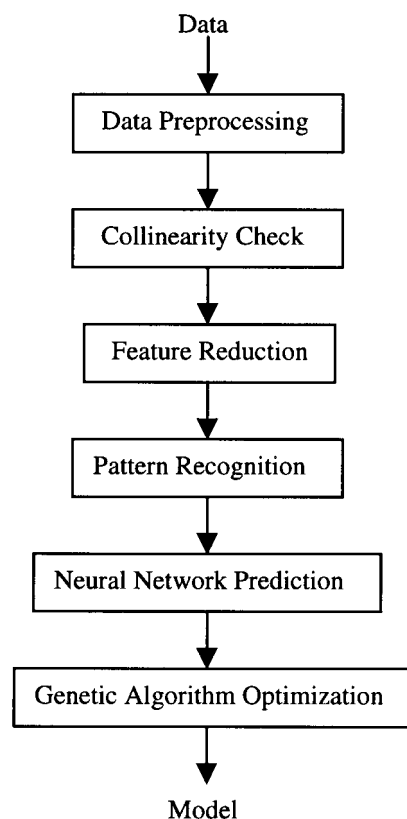 Data
Data Preprocessing
Collinearity Check
Feature Reduction
Pattern Recognition
Neural Network Prediction
Genetic Algorithm Optimization
Model